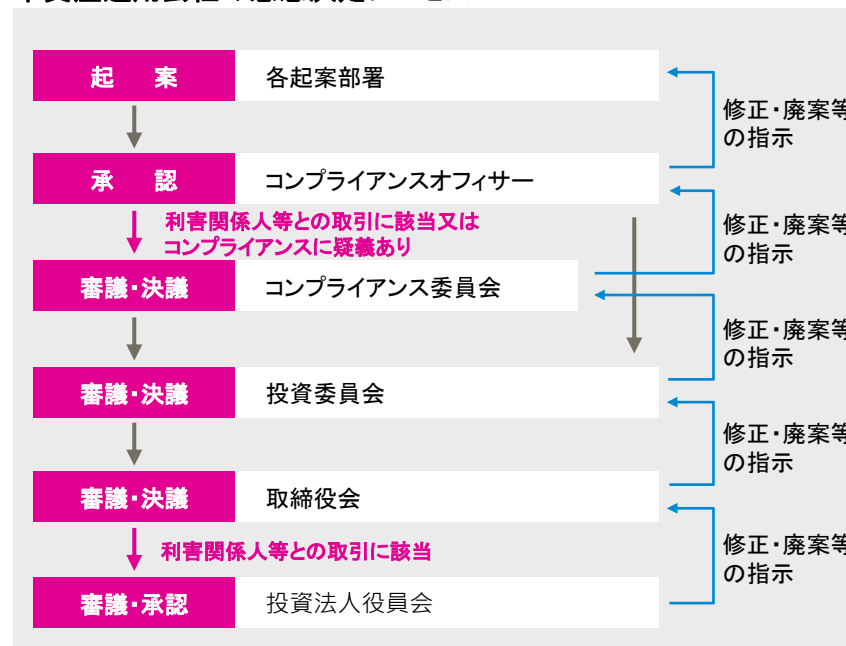 起 案
各起案部署
修正・廃案等
の指示
承 認
コンプライアンスオフィサー
利害関係人等との取引に該当又は
コンプライアンスに疑義あり
修正・廃案等
の指示
審議・決議
コンプライアンス委員会
修正・廃案等
の指示
審議・決議
投資委員会
修正・廃案等
の指示
審議・決議
取締役会
利害関係人等との取引に該当
修正・廃案等
の指示
審議・承認
投資法人役員会